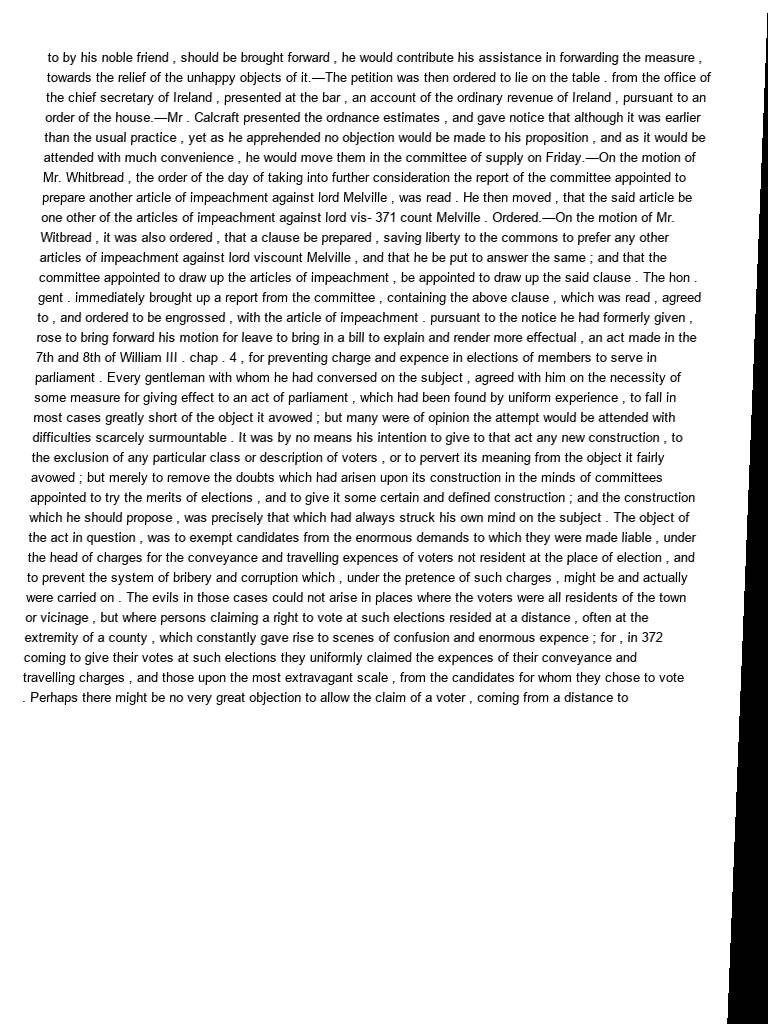 to by his noble friend , should be brought forward , he would contribute his assistance in forwarding the measure ,
towards the relief of the unhappy objects of it.—The petition was then ordered to lie on the table . from the office of
the chief secretary of Ireland , presented at the bar , an account of the ordinary revenue of Ireland , pursuant to an
order of the house.—Mr . Calcraft presented the ordnance estimates , and gave notice that although it was earlier
than the usual practice , yet as he apprehended no objection would be made to his proposition , and as it would be
attended with much convenience , he would move them in the committee of supply on Friday.—On the motion of
Mr. Whitbread , the order of the day of taking into further consideration the report of the committee appointed to
prepare another article of impeachment against lord Melville , was read . He then moved , that the said article be
one other of the articles of impeachment against lord vis- 371 count Melville . Ordered.—On the motion of Mr.
Witbread , it was also ordered , that a clause be prepared , saving liberty to the commons to prefer any other
articles of impeachment against lord viscount Melville , and that he be put to answer the same ; and that the
committee appointed to draw up the articles of impeachment , be appointed to draw up the said clause . The hon .
gent . immediately brought up a report from the committee , containing the above clause , which was read , agreed
to , and ordered to be engrossed , with the article of impeachment . pursuant to the notice he had formerly given ,
rose to bring forward his motion for leave to bring in a bill to explain and render more effectual , an act made in the
7th and 8th of William III . chap . 4 , for preventing charge and expence in elections of members to serve in
parliament . Every gentleman with whom he had conversed on the subject , agreed with him on the necessity of
some measure for giving effect to an act of parliament , which had been found by uniform experience , to fall in
most cases greatly short of the object it avowed ; but many were of opinion the attempt would be attended with
difficulties scarcely surmountable . It was by no means his intention to give to that act any new construction , to
the exclusion of any particular class or description of voters , or to pervert its meaning from the object it fairly
avowed ; but merely to remove the doubts which had arisen upon its construction in the minds of committees
appointed to try the merits of elections , and to give it some certain and defined construction ; and the construction
which he should propose , was precisely that which had always struck his own mind on the subject . The object of
the act in question , was to exempt candidates from the enormous demands to which they were made liable , under
the head of charges for the conveyance and travelling expences of voters not resident at the place of election , and
to prevent the system of bribery and corruption which , under the pretence of such charges , might be and actually
were carried on . The evils in those cases could not arise in places where the voters were all residents of the town
or vicinage , but where persons claiming a right to vote at such elections resided at a distance , often at the
extremity of a county , which constantly gave rise to scenes of confusion and enormous expence ; for , in 372
coming to give their votes at such elections they uniformly claimed the expences of their conveyance and
travelling charges , and those upon the most extravagant scale , from the candidates for whom they chose to vote
. Perhaps there might be no very great objection to allow the claim of a voter , coming from a distance to